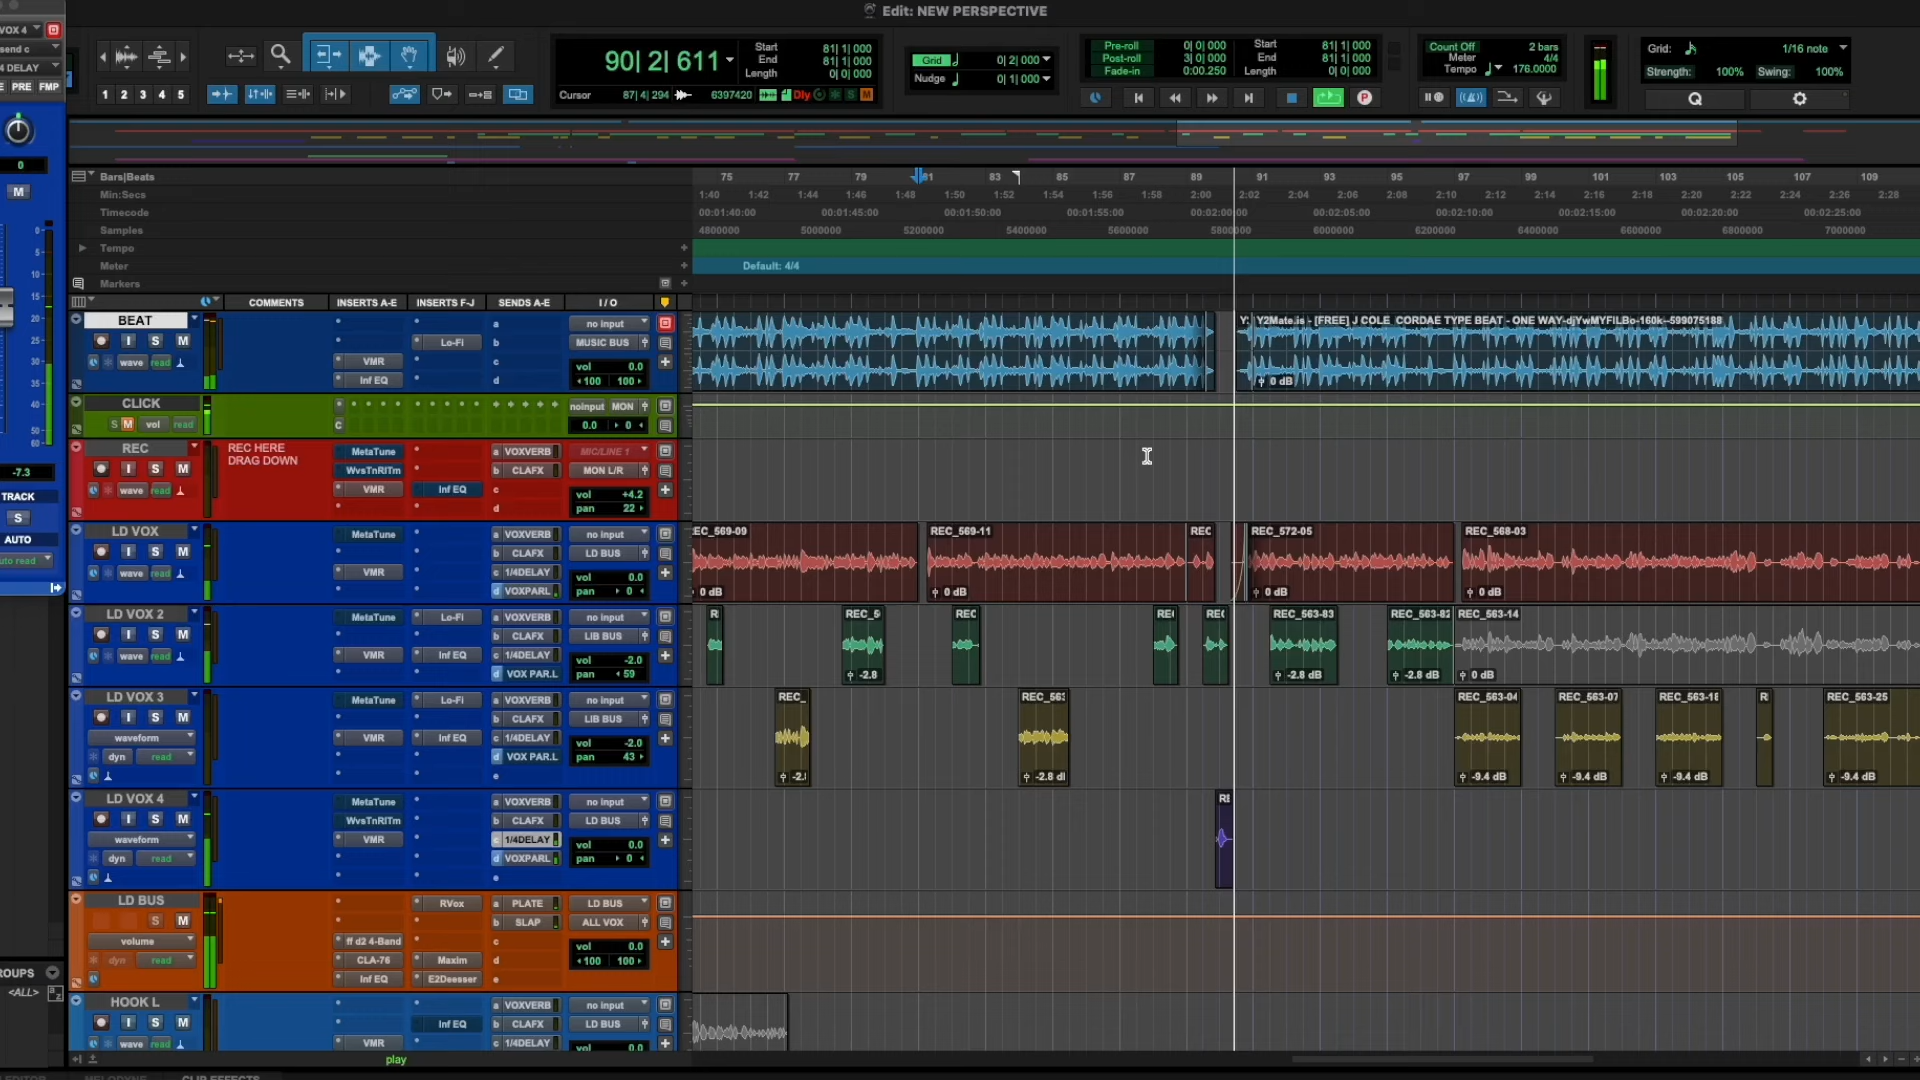 Edit: NEW PERSPECTIVE
VOX 4
send c
4 DELAY
PRE FMP
0
M
-7.3
TRACK
S
AUTO
auto read
1 2 3 4 5
90| 2| 611
Start 81| 1| 000
End 81| 1| 000
Length 0| 0| 000
Cursor 87| 4| 294 6397420 Dly
Grid 0| 2| 000
Nudge 0| 1| 000
Pre-roll 0| 0| 000
Post-roll 3| 0| 000
Fade-in 0:00.250
Start 81| 1| 000
End 81| 1| 000
Length 0| 0| 000
Count Off 2 bars
Meter 4/4
Tempo 176.0000
Grid: 1/16 note
Strength: 100% Swing: 100%
Q
Bars|Beats 75 77 79 81 83 85 87 89 91 93 95 97 99 101 103 105 107 109
Min:Secs 1:40 1:42 1:44 1:46 1:48 1:50 1:52 1:54 1:56 1:58 2:00 2:02 2:04 2:06 2:08 2:10 2:12 2:14 2:16 2:18 2:20 2:22 2:24 2:26 2:28
Timecode 00:01:40:00 00:01:45:00 00:01:50:00 00:01:55:00 00:02:00:00 00:02:05:00 00:02:10:00 00:02:15:00 00:02:20:00 00:02:25:00
Samples 4800000 5000000 5200000 5400000 5600000 5800000 6000000 6200000 6400000 6600000 6800000 7000000
Tempo
Meter Default: 4/4
Markers
COMMENTS INSERTS A-E INSERTS F-J SENDS A-E I / O
BEAT
I S M
wave read
Lo-Fi
VMR
Inf EQ
a
b
c
d
no input
MUSIC BUS
vol 0.0
100 100
Y2Mate.is - [FREE] J COLE CORDAE TYPE BEAT - ONE WAY-djYwMYFILBo-160k--599075188
0 dB
CLICK
S M vol read
noinput MON
0.0 0
REC
I S M
wave read
REC HERE
DRAG DOWN
MetaTune
WvsTnRlTm
VMR Inf EQ
a VOXVERB
b CLAFX
c
d
MIC/LINE 1
MON L/R
vol +4.2
pan 22
LD VOX
I S M
wave read
MetaTune
VMR
a VOXVERB
b CLAFX
c 1/4DELAY
d VOXPARL
no input
LD BUS
vol 0.0
pan 0
REC_569-11 REC_572-05 REC_568-03
0 dB 0 dB 0 dB 0 dB
LD VOX 2
I S M
wave read
MetaTune Lo-Fi
VMR Inf EQ
a VOXVERB
b CLAFX
c 1/4DELAY
d VOX PAR.L
no input
LIB BUS
vol -2.0
pan 59
REC_563-83 REC_563-82 REC_563-14
-2.8 -2.8 dB -2.8 dB 0 dB
LD VOX 3
I S M
waveform
dyn read
MetaTune Lo-Fi
VMR Inf EQ
a VOXVERB
b CLAFX
c 1/4DELAY
d VOX PAR.L
e
no input
LIB BUS
vol -2.0
pan 43
REC_563-04 REC_563-07 REC_563-18 REC_563-25
-9.4 dB -9.4 dB -9.4 dB -9.4 dB
LD VOX 4
I S M
waveform
dyn read
MetaTune
WvsTnRlTm
VMR
a VOXVERB
b CLAFX
c 1/4DELAY
d VOXPARL
e
no input
LD BUS
vol 0.0
pan 0
LD BUS
S M
volume
dyn read
RVox
ff d2 4-Band
CLA-76 Maxim
Inf EQ E2Deesser
a PLATE
b SLAP
c
d
e
LD BUS
ALL VOX
vol 0.0
100 100
HOOK L
I S M
wave read
Inf EQ
VMR
a VOXVERB
b CLAFX
c 1/4DELAY
no input
LD BUS
vol 0.0
<ALL>
play